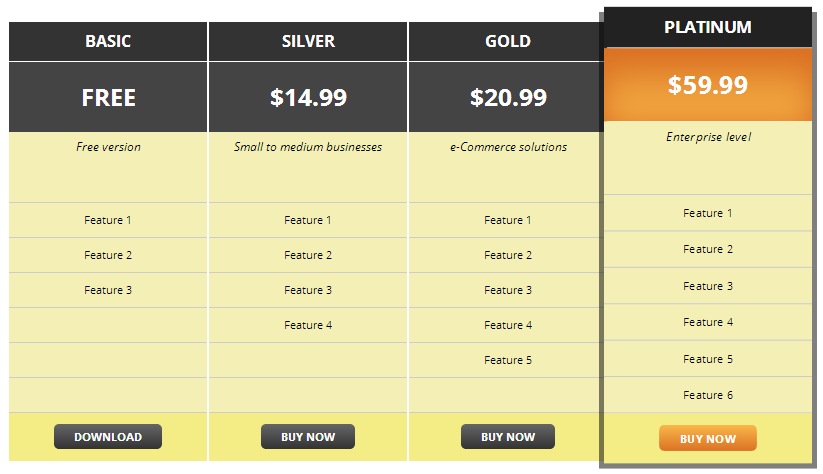 BASIC SILVER GOLD PLATINUM
FREE $14.99 $20.99 $59.99
Free version Small to medium businesses e-Commerce solutions Enterprise level
Feature 1 Feature 1 Feature 1 Feature 1
Feature 2 Feature 2 Feature 2 Feature 2
Feature 3 Feature 3 Feature 3 Feature 3
Feature 4 Feature 4 Feature 4
Feature 5 Feature 5
Feature 6
DOWNLOAD BUY NOW BUY NOW BUY NOW